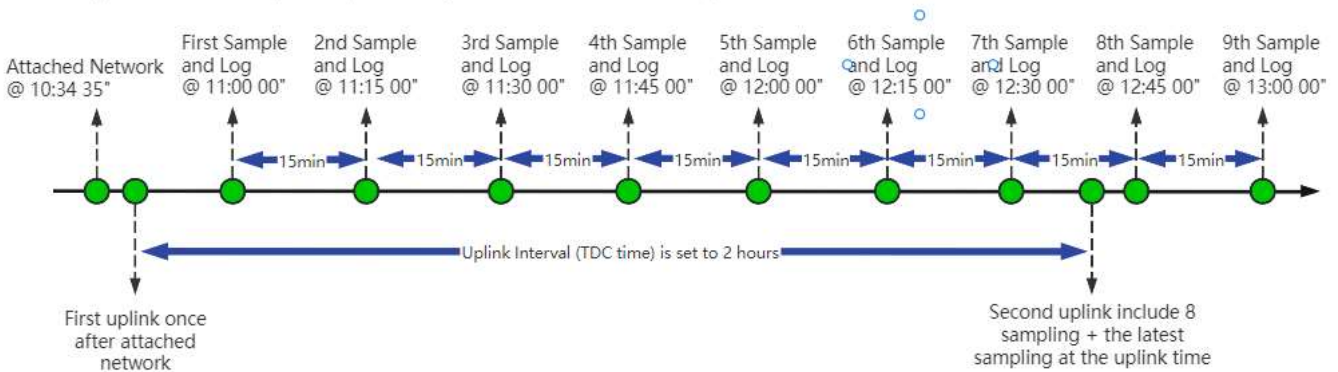 Attached Network
@ 10:34 35"
First Sample
and Log
@ 11:00 00"
2nd Sample
and Log
@ 11:15 00"
3rd Sample
and Log
@ 11:30 00"
4th Sample
and Log
@ 11:45 00"
5th Sample
and Log
@ 12:00 00"
6th Sample
and Log
@ 12:15 00"
7th Sample
and Log
@ 12:30 00"
8th Sample
and Log
@ 12:45 00"
9th Sample
and Log
@ 13:00 00"
15min
15min
15min
15min
15min
15min
15min
15min
Uplink Interval (TDC time) is set to 2 hours
First uplink once
after attached
network
Second uplink include 8
sampling + the latest
sampling at the uplink time